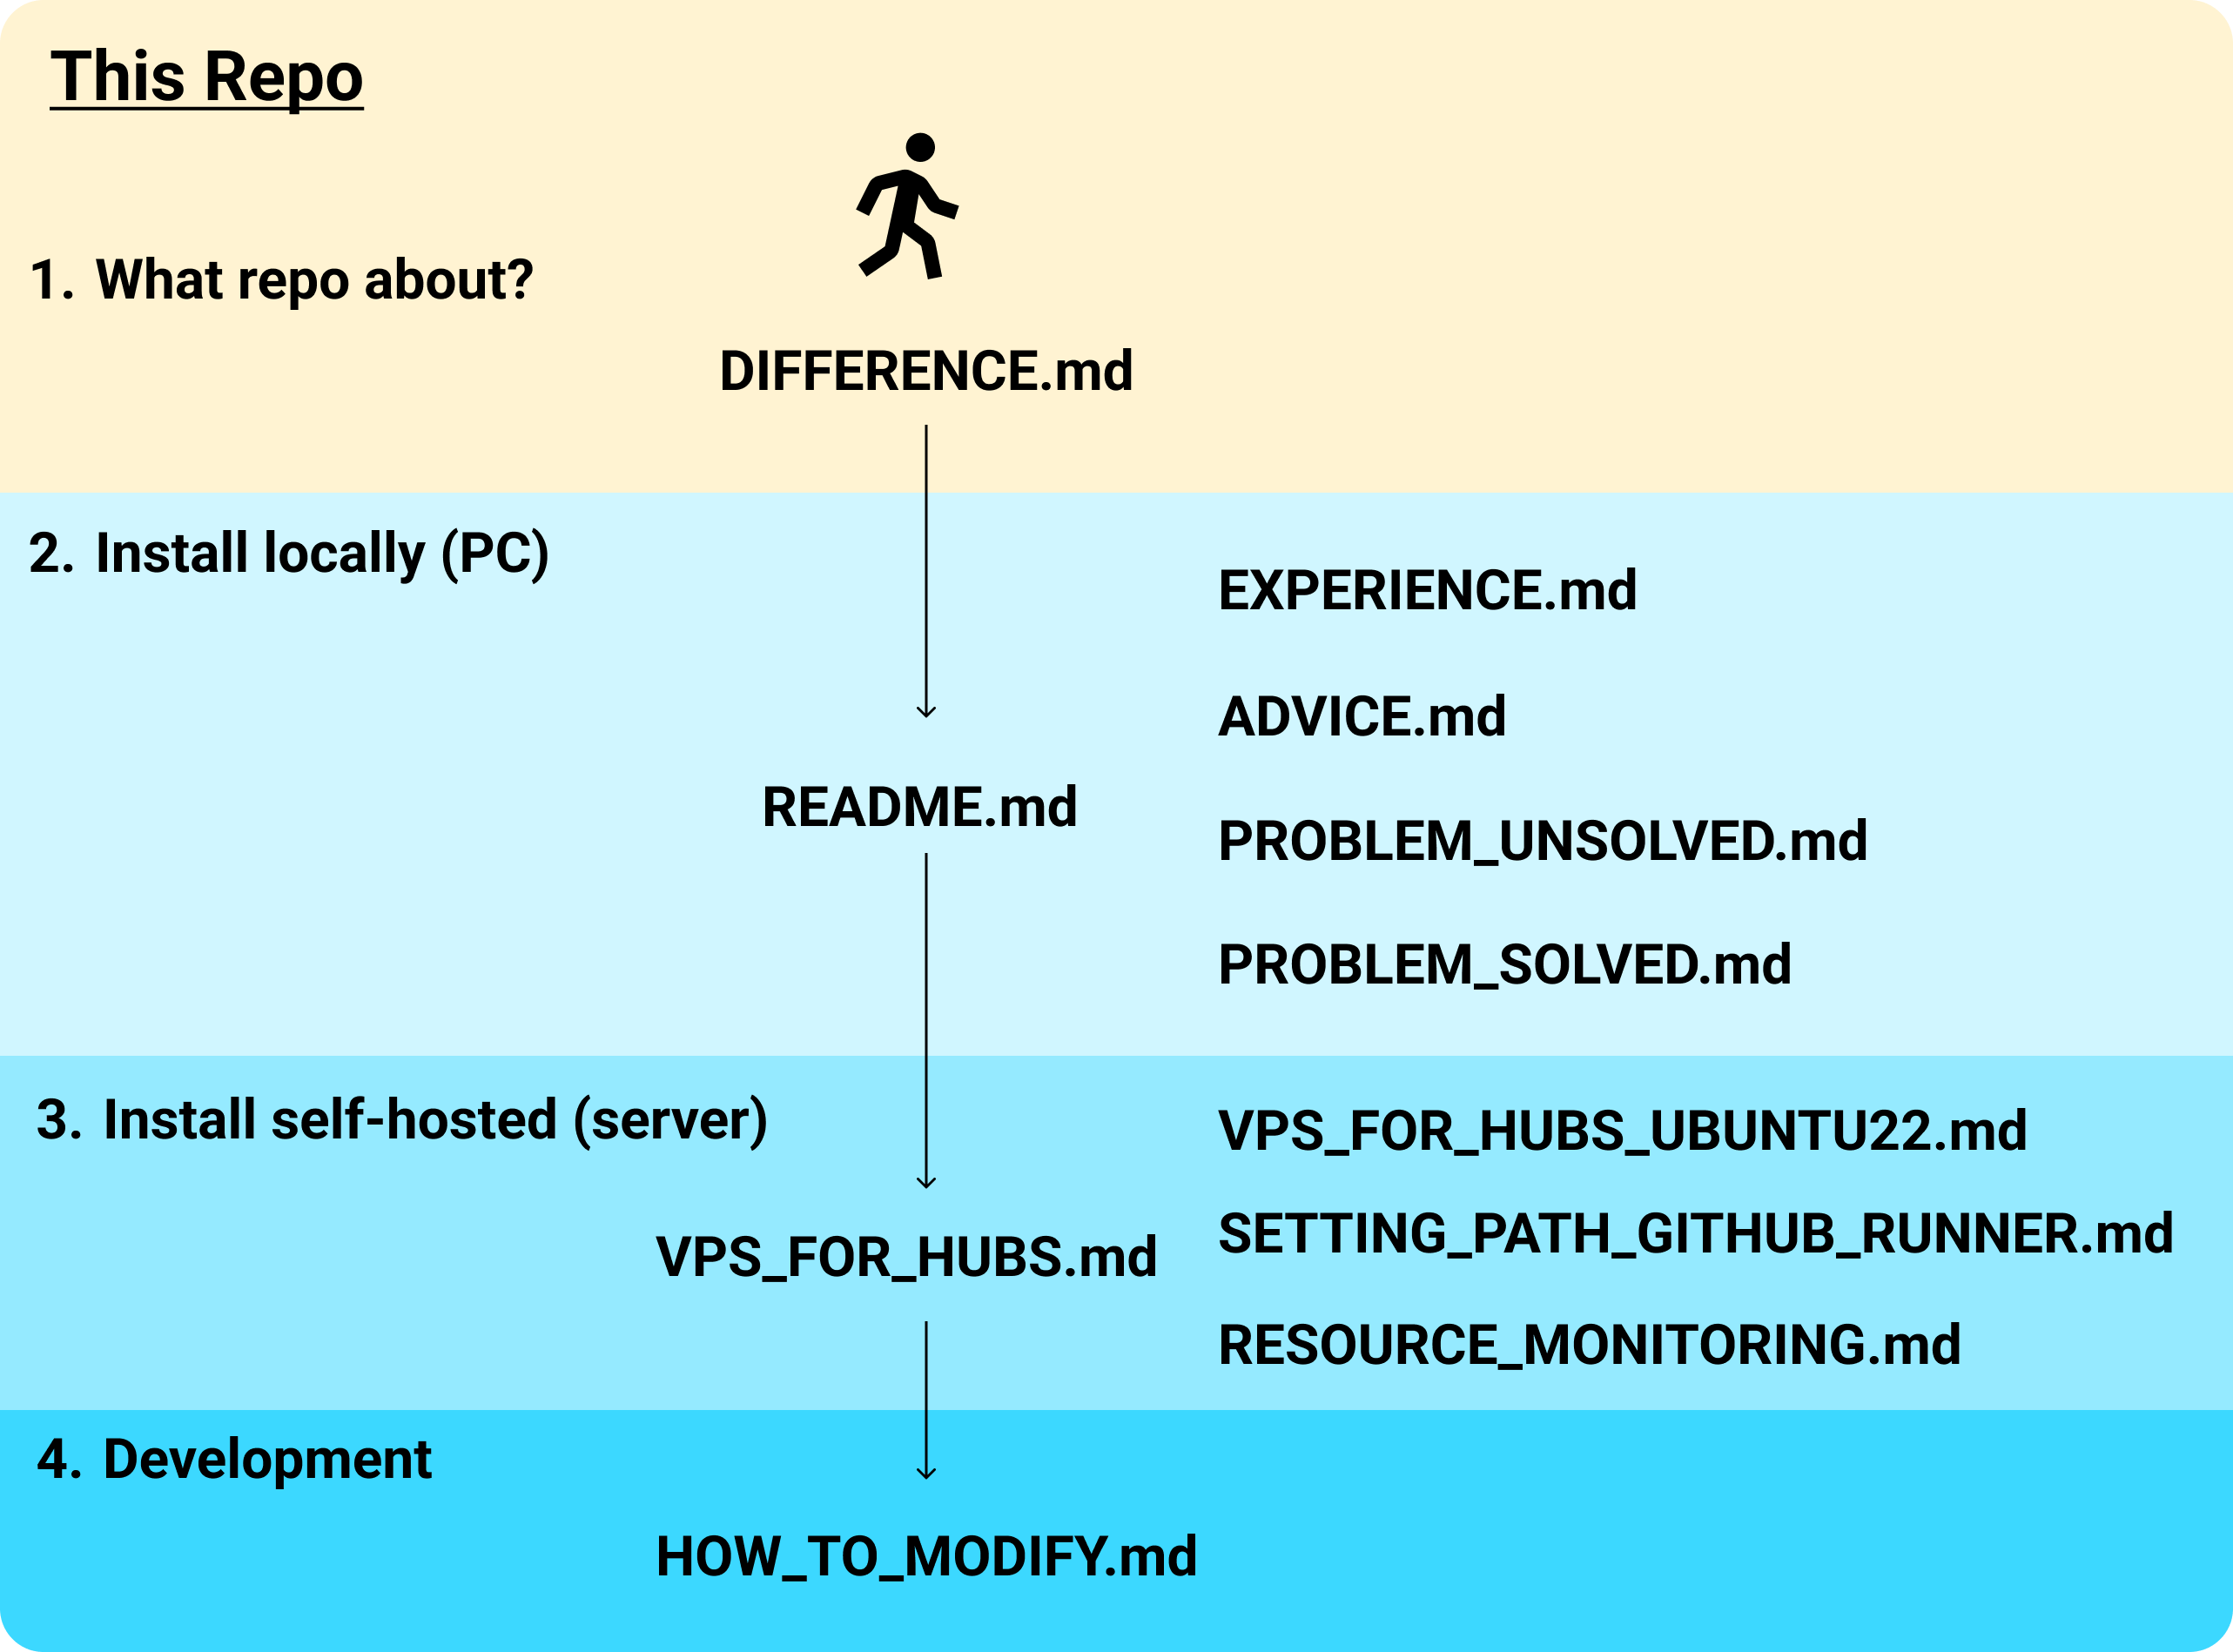 This Repo
1. What repo about?
DIFFERENCE.md
2. Install locally (PC)
EXPERIENCE.md
ADVICE.md
README.md
PROBLEM_UNSOLVED.md
PROBLEM_SOLVED.md
3. Install self-hosted (server)
VPS_FOR_HUBS_UBUNTU22.md
SETTING_PATH_GITHUB_RUNNER.md
VPS_FOR_HUBS.md
RESOURCE_MONITORING.md
4. Development
HOW_TO_MODIFY.md